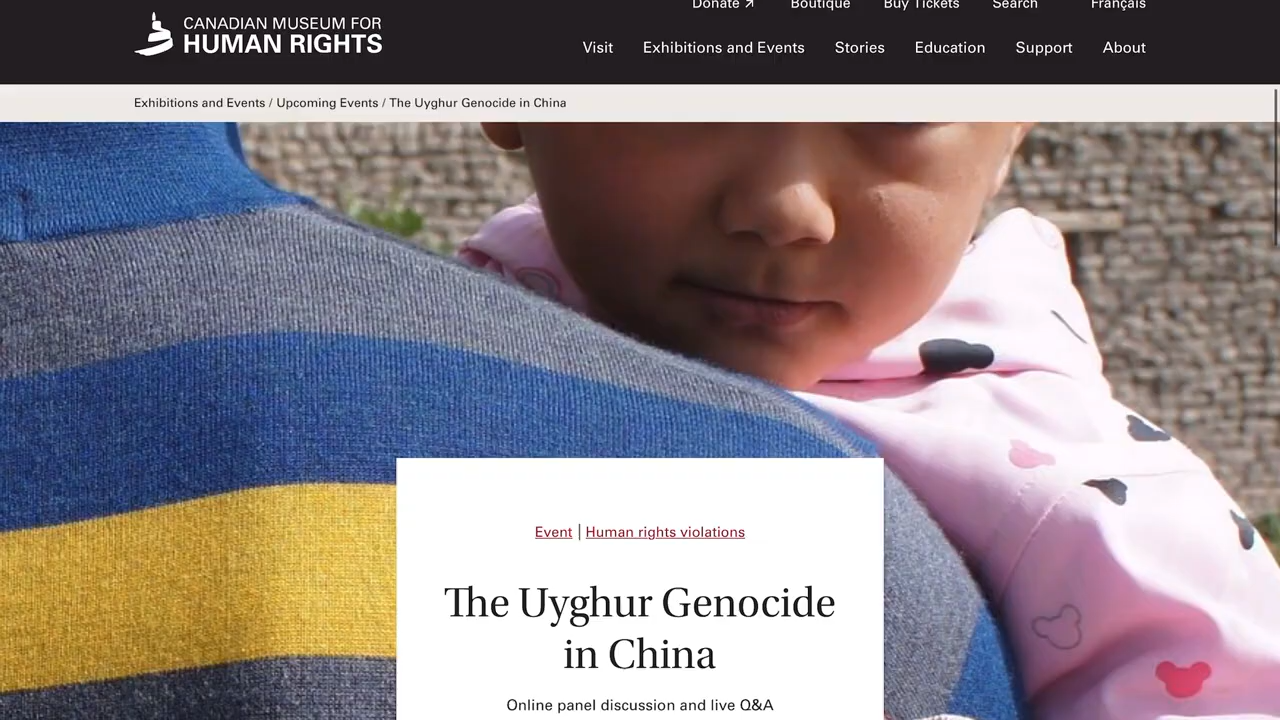 Donate ↗ Boutique Buy Tickets Search Français
CANADIAN MUSEUM FOR
HUMAN RIGHTS
Visit Exhibitions and Events Stories Education Support About
Exhibitions and Events / Upcoming Events / The Uyghur Genocide in China
Event | Human rights violations
The Uyghur Genocide
in China
Online panel discussion and live Q&A